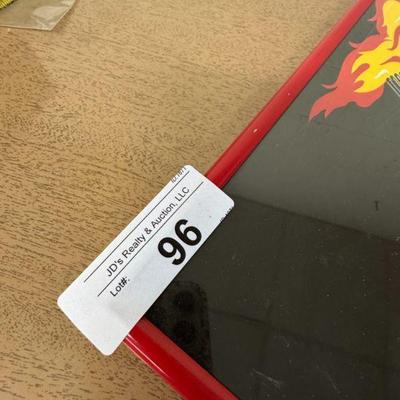 JD's Realty & Auction, LLC
Lot#:
96